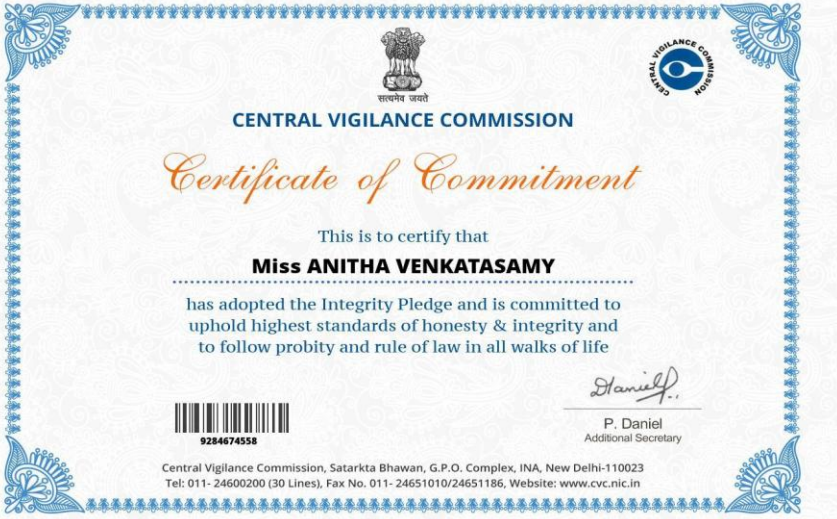 सत्यमेव जयते
CENTRAL VIGILANCE COMMISSION
CENTRAL VIGILANCE COMMISSION
Certificate of Commitment
This is to certify that
Miss ANITHA VENKATASAMY
has adopted the Integrity Pledge and is committed to
uphold highest standards of honesty & integrity and
to follow probity and rule of law in all walks of life
Daniel
9284674558
P. Daniel
Additional Secretary
Central Vigilance Commission, Satarkta Bhawan, G.P.O. Complex, INA, New Delhi-110023
Tel: 011- 24600200 (30 Lines), Fax No. 011- 24651010/24651186, Website: www.cvc.nic.in